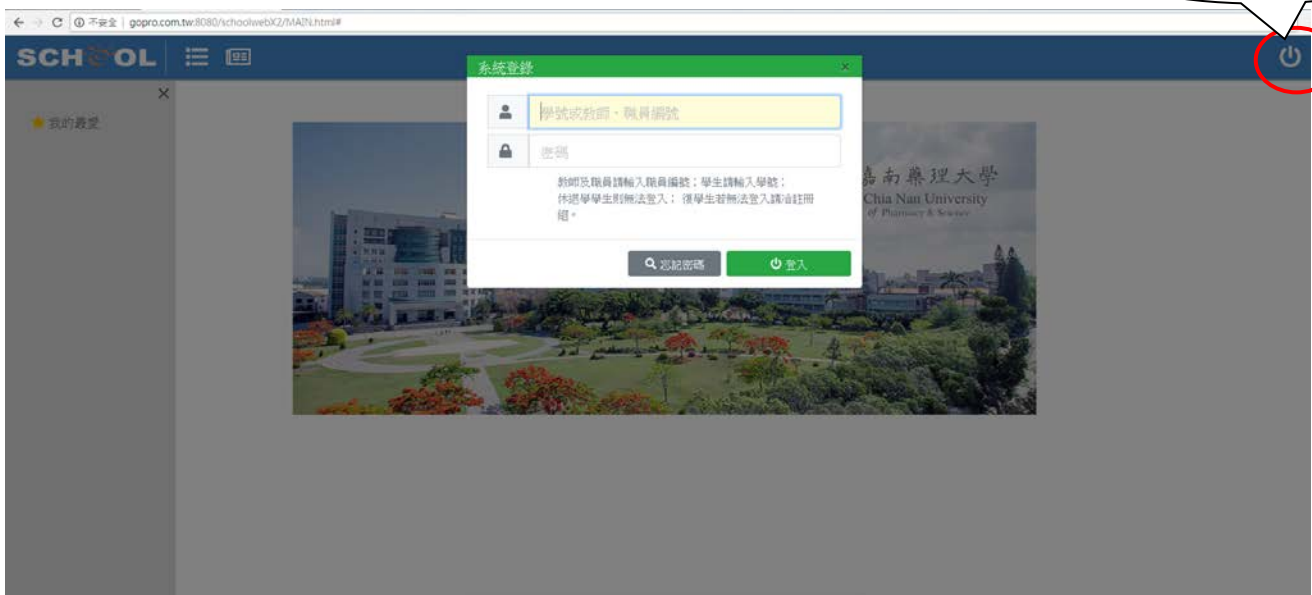 不安全 | gopro.com.tw:8080/schoolwebX2/MAIN.html#
SCHOOL
系統登錄 ×
我的最愛
學號或教師、職員編號
密碼
教師及職員請輸入職員編號；學生請輸入學號；
休退學學生則無法登入； 復學生若無法登入請洽註冊
組。
忘記密碼
登入
嘉南藥理大學
Chia Nan University
of Pharmacy & Science